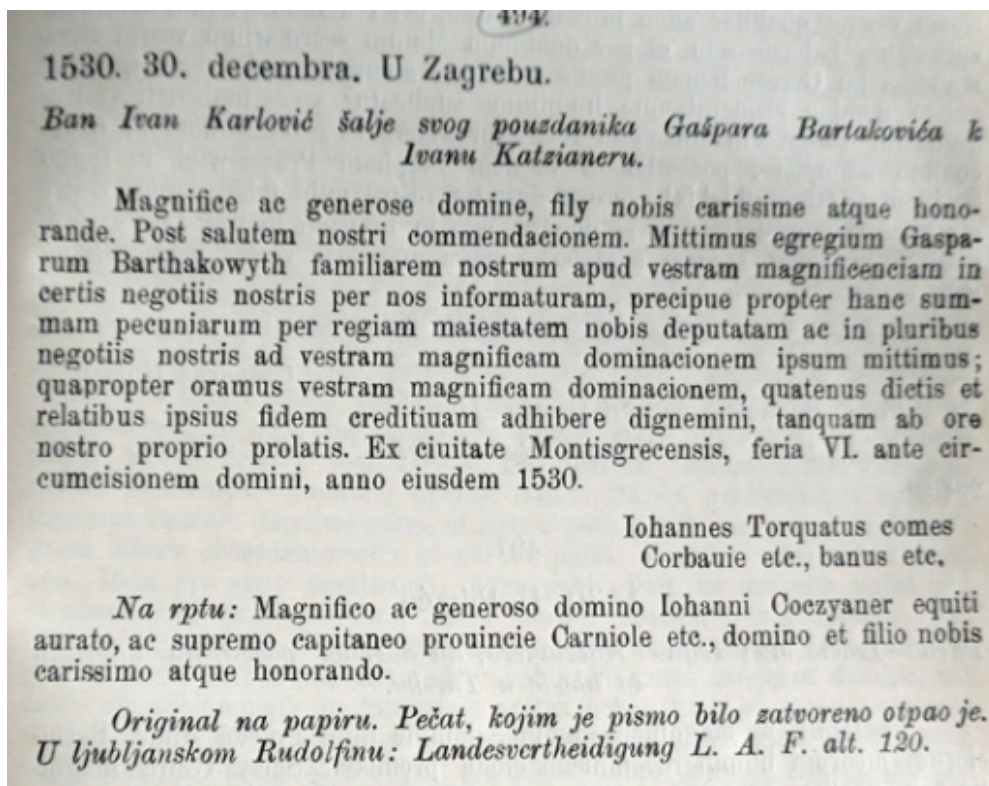 494.
1530. 30. decembra. U Zagrebu.
Ban Ivan Karlović šalje svog pouzdanika Gašpara Bartakovića k
Ivanu Katzianeru.
Magnifice ac generose domine, fily nobis carissime atque hono-
rande. Post salutem nostri commendacionem. Mittimus egregium Gaspa-
rum Barthakowyth familiarem nostrum apud vestram magnificenciam in
certis negotiis nostris per nos informaturam, precipue propter hanc sum-
mam pecuniarum per regiam maiestatem nobis deputatam ac in pluribus
negotiis nostris ad vestram magnificam dominacionem ipsum mittimus;
quapropter oramus vestram magnificam dominacionem, quatenus dictis et
relatibus ipsius fidem creditiuam adhibere dignemini, tanquam ab ore
nostro proprio prolatis. Ex ciuitate Montisgrecensis, feria VI. ante cir-
cumcisionem domini, anno eiusdem 1530.
Iohannes Torquatus comes
Corbauie etc., banus etc.
Na rptu: Magnifico ac generoso domino Iohanni Coczyaner equiti
aurato, ac supremo capitaneo prouincie Carniole etc., domino et filio nobis
carissimo atque honorando.
Original na papiru. Pečat, kojim je pismo bilo zatvoreno otpao je.
U ljubljanskom Rudolfinu: Landesvertheidigung L. A. F. alt. 120.